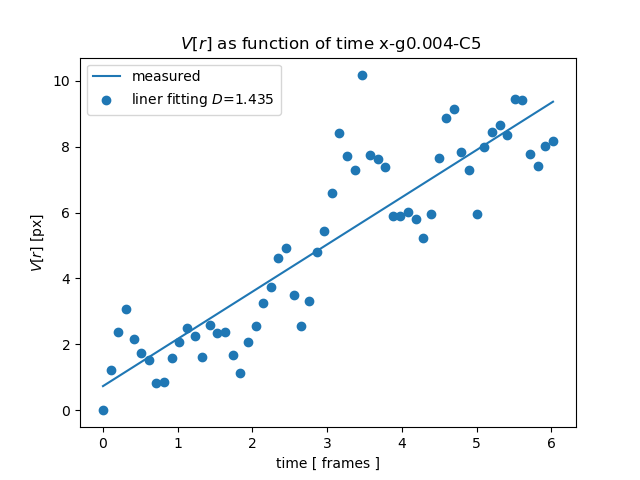 V[r] as function of time x-g0.004-C5
measured
liner fitting D=1.435
10
8
6
4
2
0
V[r] [px]
0 1 2 3 4 5 6
time [ frames ]